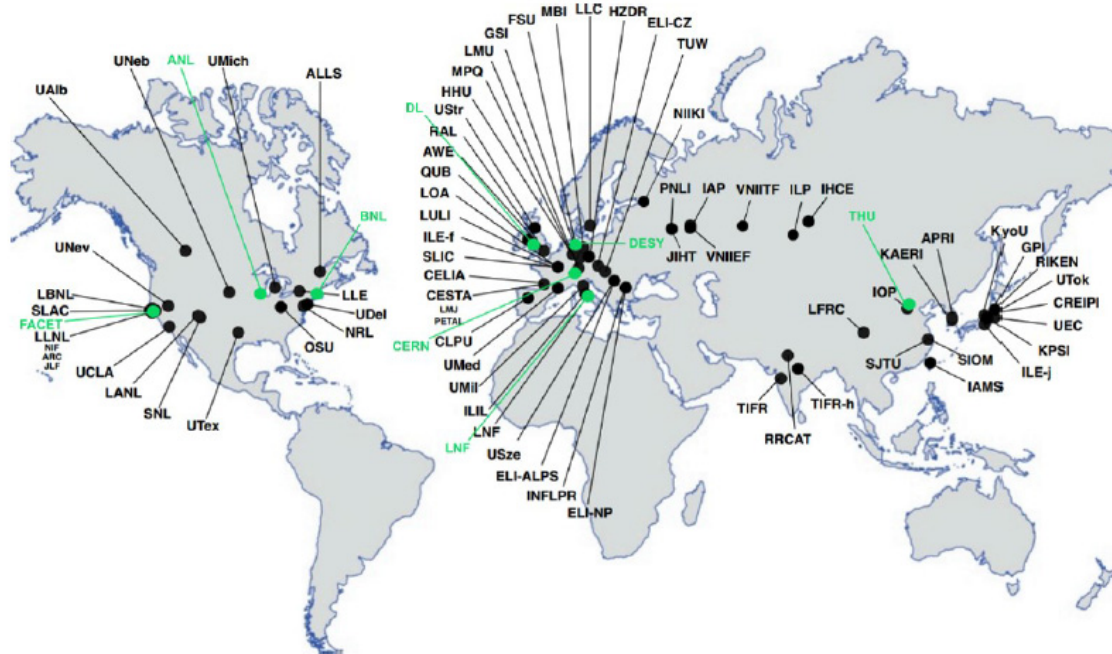 UAlb
UNeb
ANL
UMich
ALLS
BNL
UNev
LBNL
SLAC
FACET
LLNL
NIF
ARC
JLF
UCLA
LANL
SNL
UTex
OSU
NRL
UDel
LLE
FSU
MBI
LLC
HZDR
ELI-CZ
TUW
GSI
LMU
MPQ
HHU
DL
UStr
RAL
AWE
QUB
LOA
LULI
ILE-f
SLIC
CELIA
CESTA
LMJ
PETAL
CLPU
CERN
UMed
UMil
ILIL
LNF
LNF
USze
ELI-ALPS
INFLPR
ELI-NP
DESY
NIIKI
PNLI
IAP
VNIITF
ILP
IHCE
JIHT
VNIIEF
THU
KAERI
APRI
KyoU
GPI
RIKEN
UTok
CREIPI
UEC
KPSI
ILE-j
IOP
LFRC
SJTU
SIOM
IAMS
TIFR
TIFR-h
RRCAT